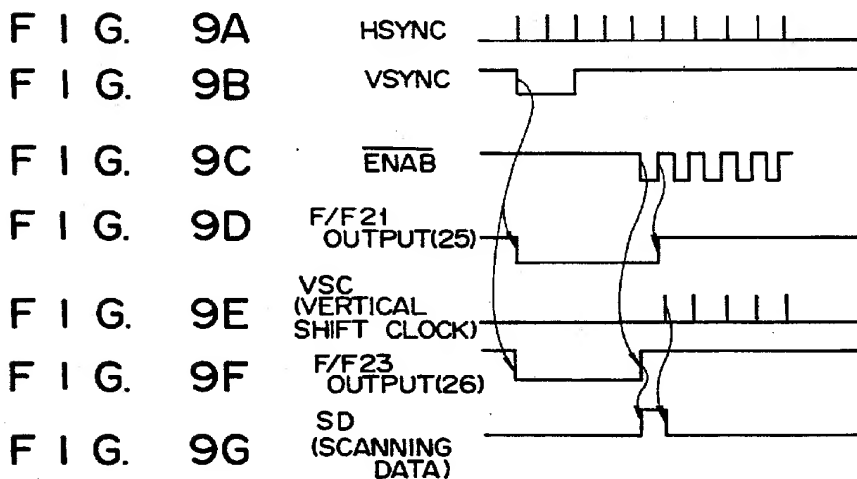 F I G. 9A HSYNC
F I G. 9B VSYNC
F I G. 9C ENAB
F I G. 9D F/F21
OUTPUT(25)
F I G. 9E VSC
(VERTICAL
SHIFT CLOCK)
F I G. 9F F/F23
OUTPUT(26)
F I G. 9G SD
(SCANNING
DATA)